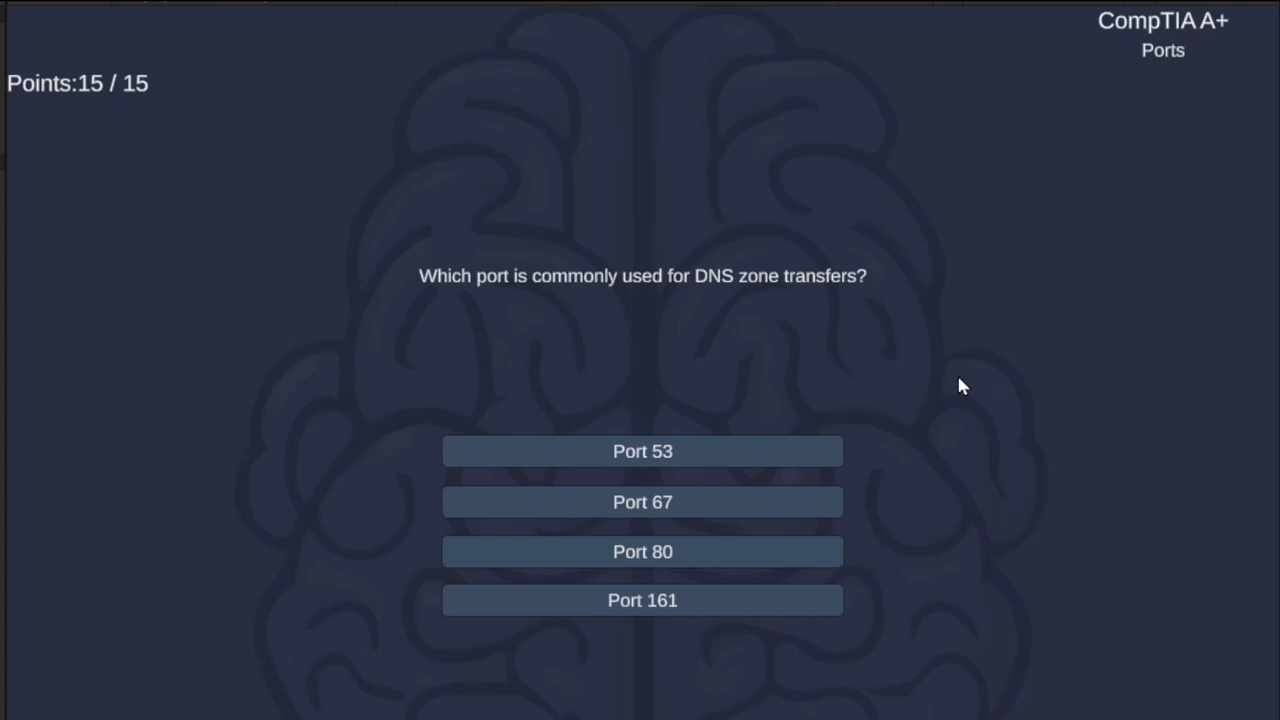 CompTIA A+
Ports
Points:15 / 15
Which port is commonly used for DNS zone transfers?
Port 53
Port 67
Port 80
Port 161